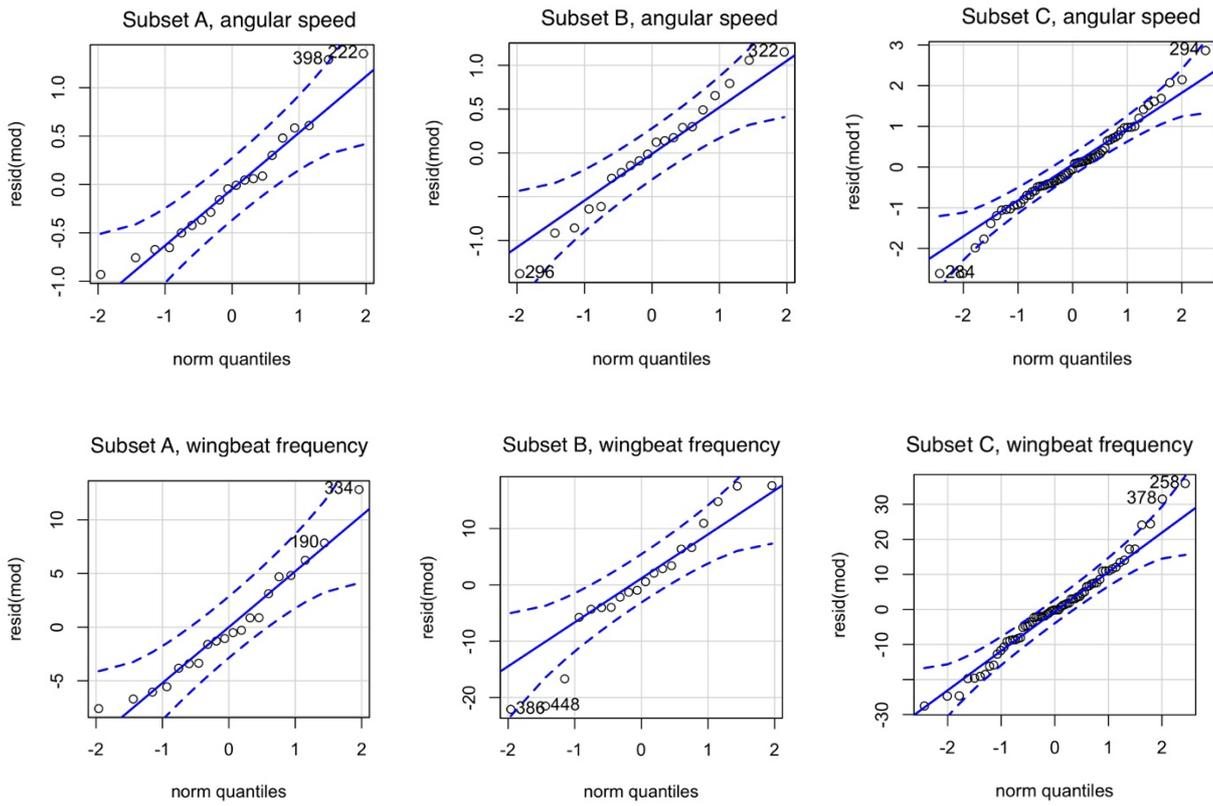 Subset A, angular speed
resid(mod)
1.0
0.5
0.0
-0.5
-1.0
398
222
-2 -1 0 1 2
norm quantiles
Subset B, angular speed
resid(mod)
1.0
0.5
0.0
-1.0
322
296
-2 -1 0 1 2
norm quantiles
Subset C, angular speed
resid(mod1)
3
2
1
0
-1
-2
294
284
-2 -1 0 1 2
norm quantiles
Subset A, wingbeat frequency
resid(mod)
10
5
0
-5
334
190
-2 -1 0 1 2
norm quantiles
Subset B, wingbeat frequency
resid(mod)
10
0
-10
-20
386
448
-2 -1 0 1 2
norm quantiles
Subset C, wingbeat frequency
resid(mod)
30
20
10
0
-10
-30
258
378
-2 -1 0 1 2
norm quantiles